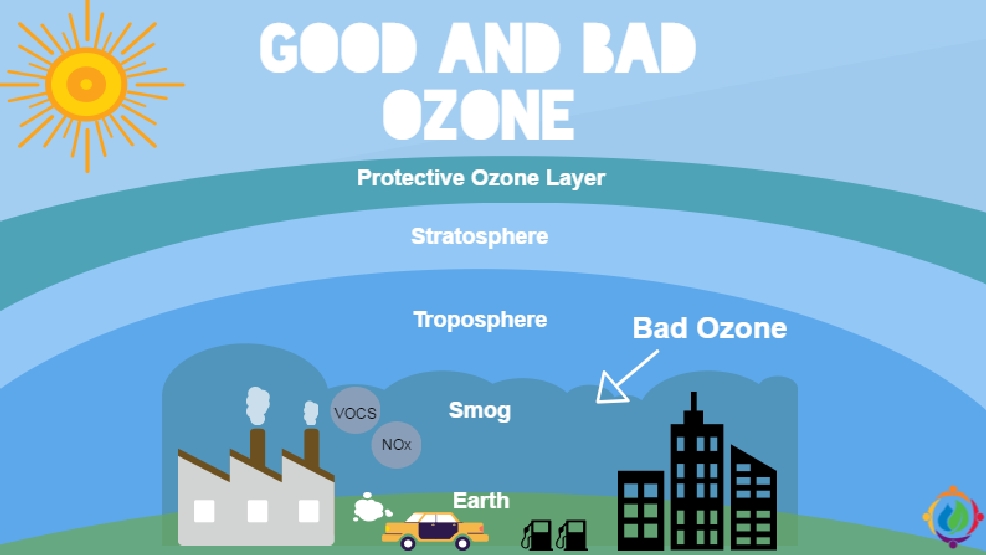 GOOD AND BAD
OZONE
Protective Ozone Layer
Stratosphere
Troposphere
Bad Ozone
VOCS
Smog
NOx
Earth